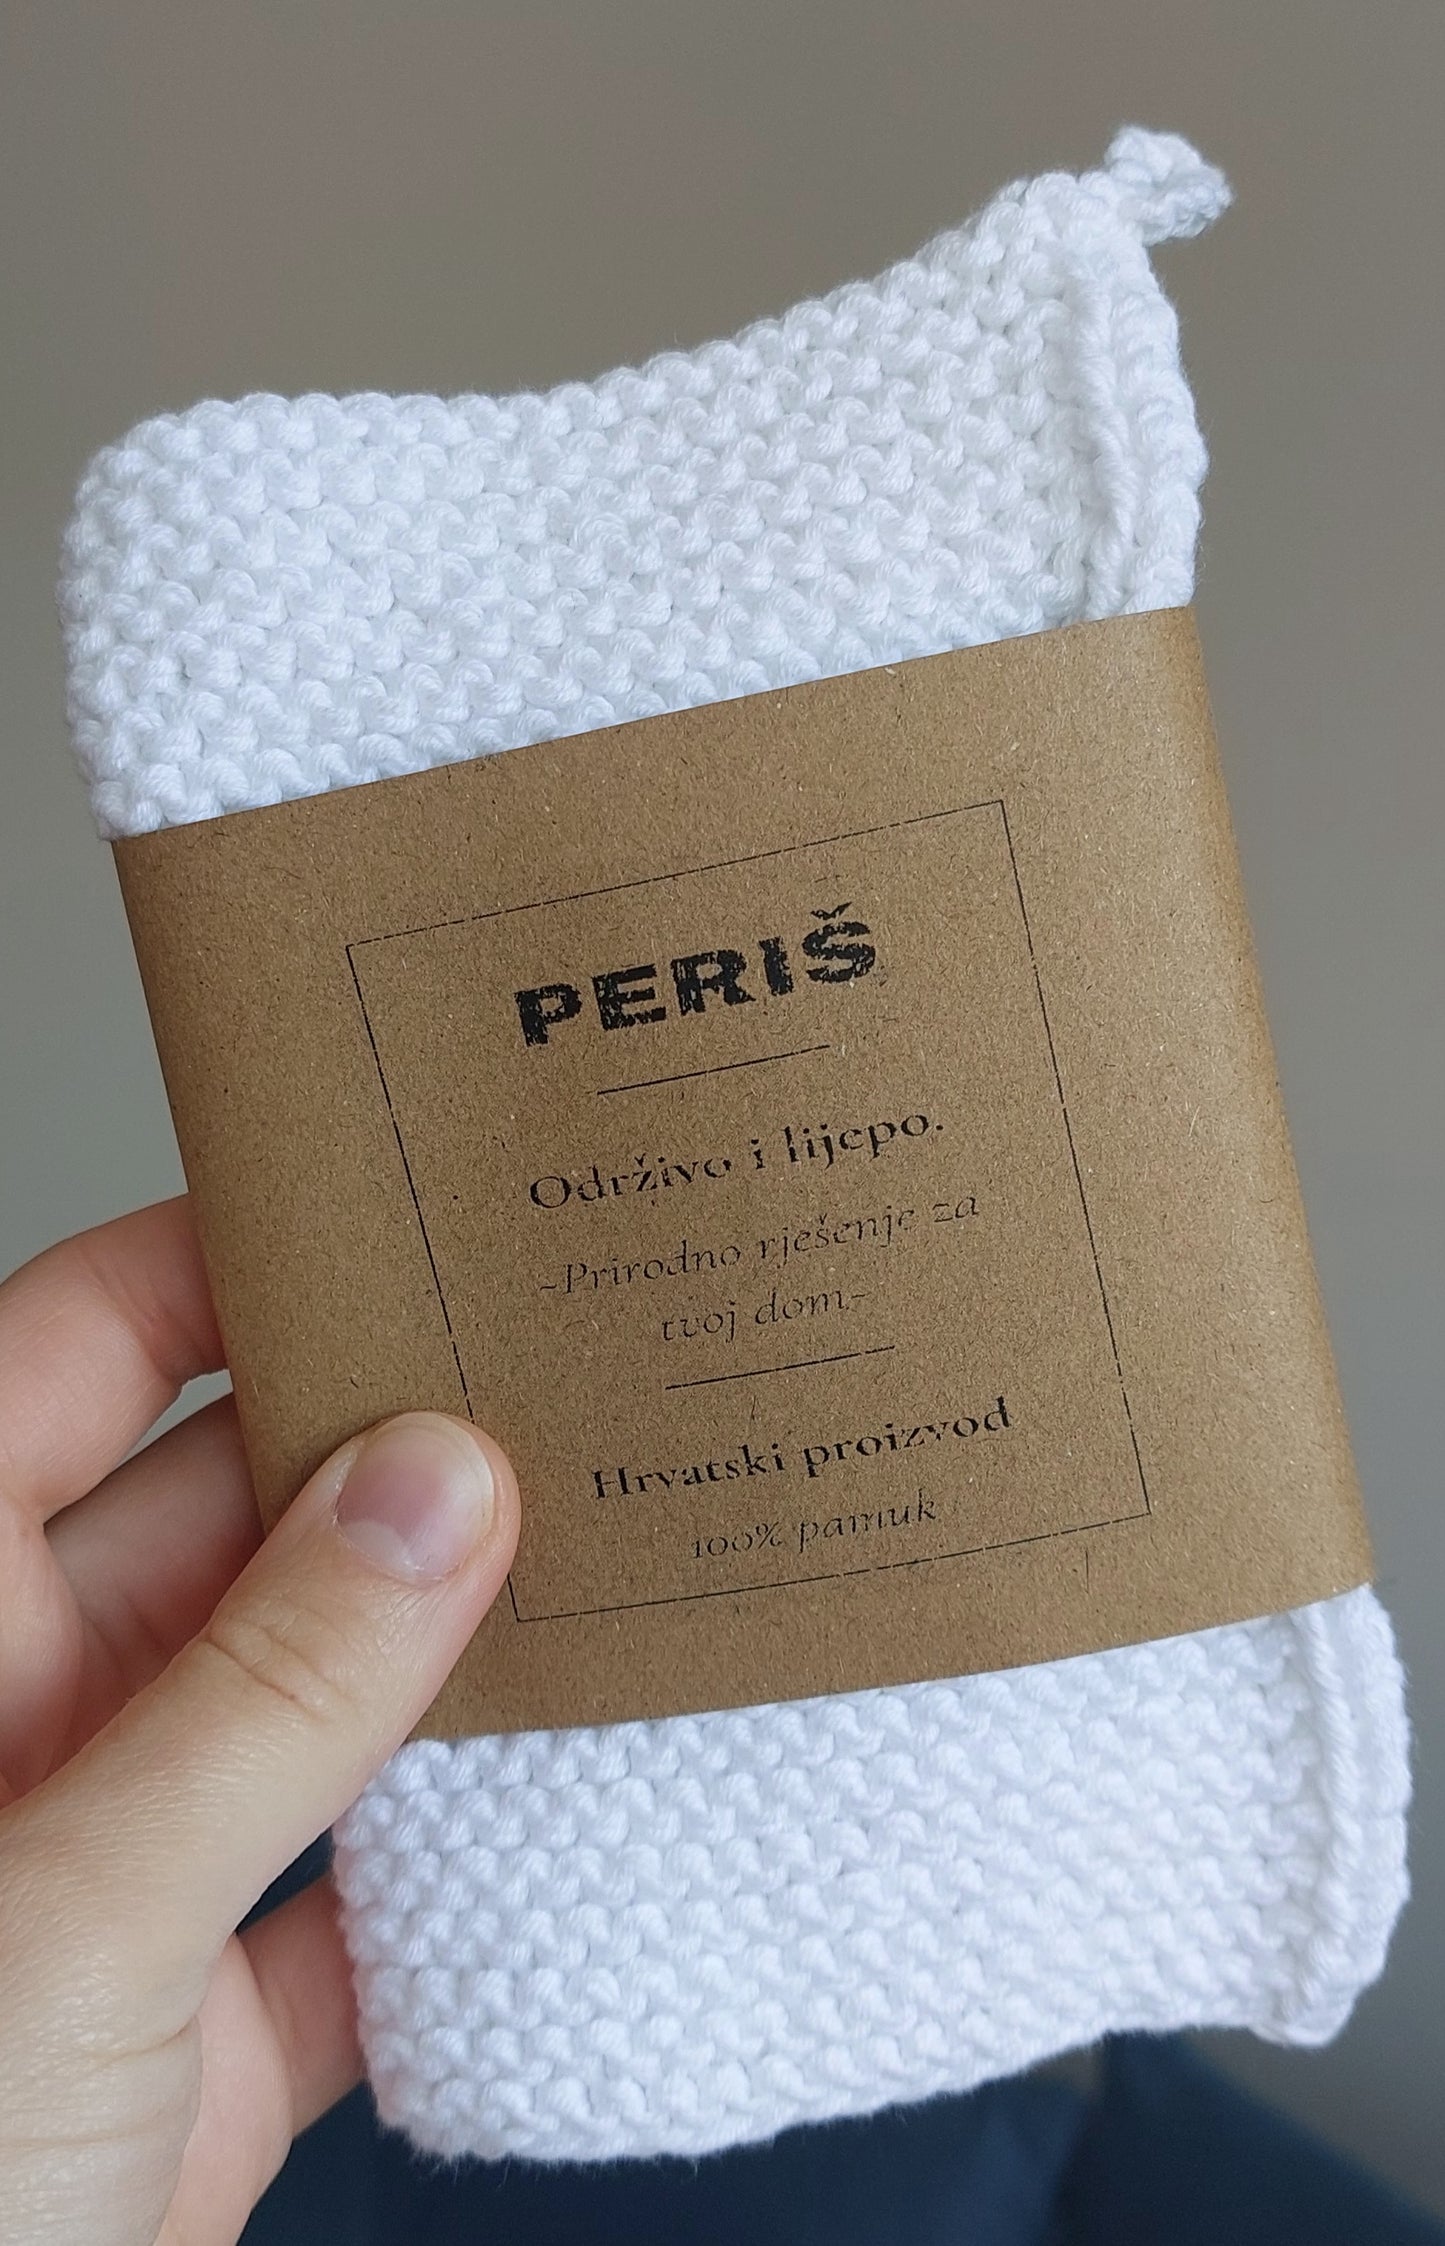 PERIŠ
Održivo i lijepo.
~Prirodno rješenje za
tvoj dom~
Hrvatski proizvod
100% pamuk